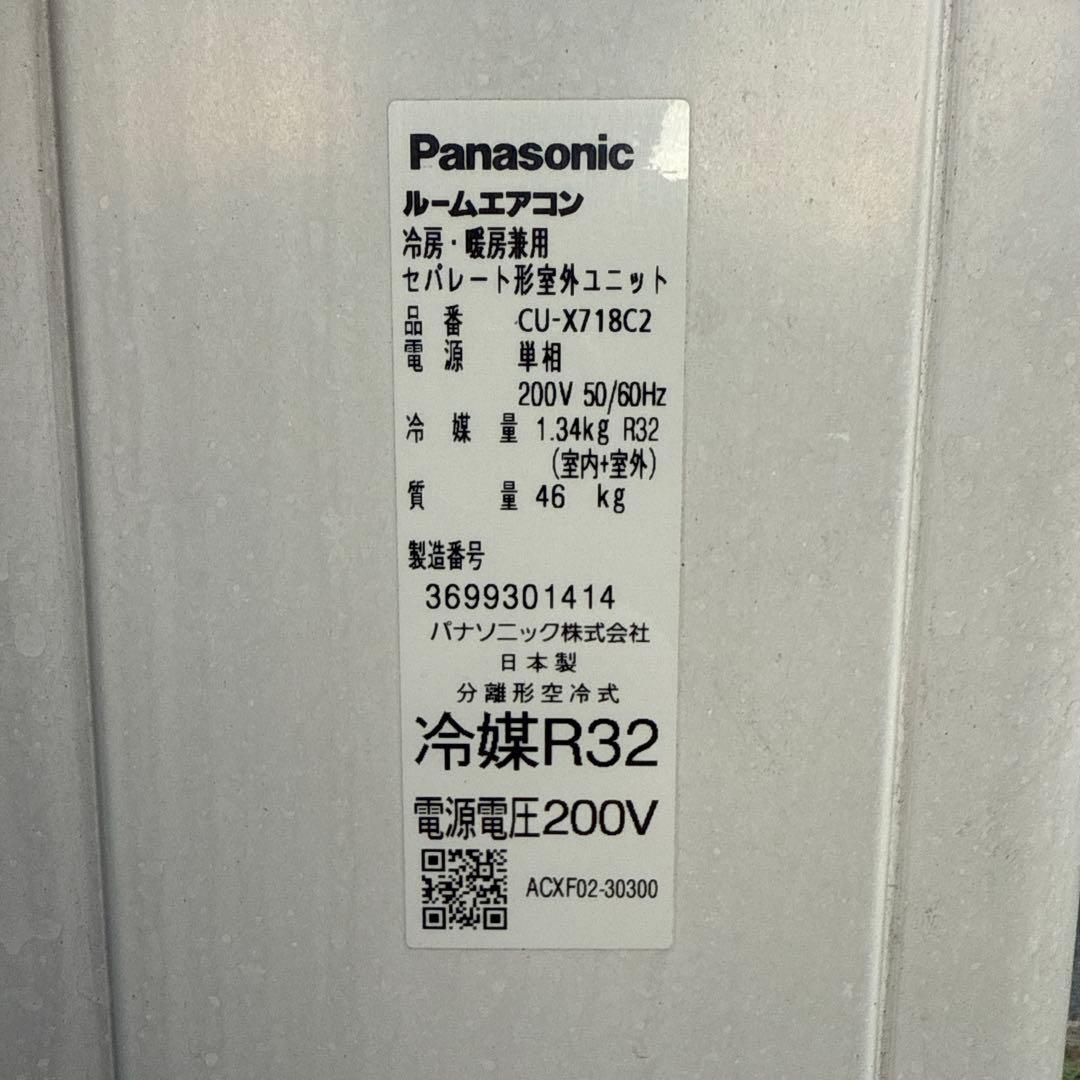 Panasonic
ルームエアコン
冷房・暖房兼用
セパレート形室外ユニット
品番 CU-X718C2
電源 単相
200V 50/60Hz
冷媒量 1.34kg R32
(室内+室外)
質量 46 kg
製造番号
3699301414
パナソニック株式会社
日本製
分離形空冷式
冷媒R32
電源電圧200V
ACXF02-30300